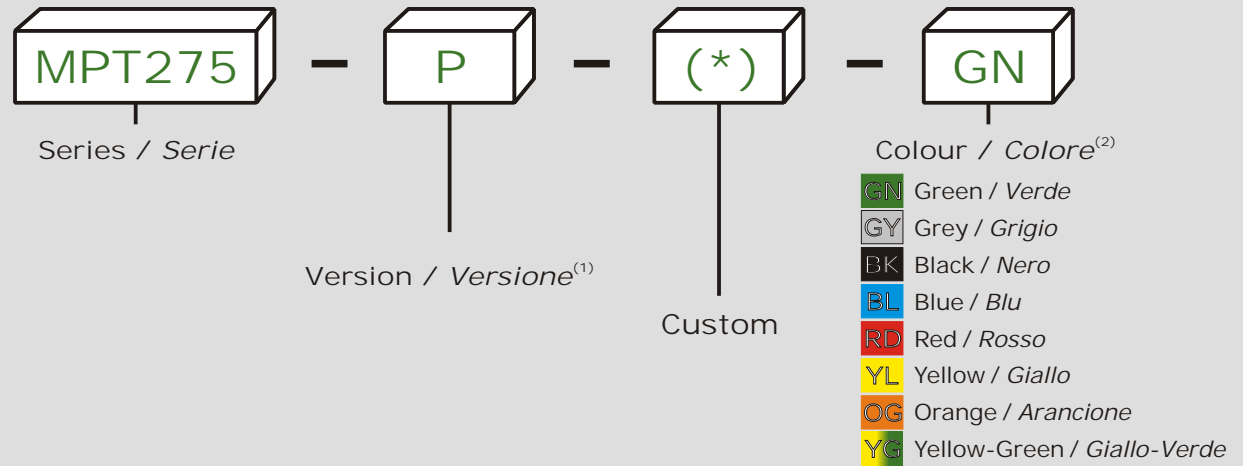 MPT275 – P – (*) – GN
Series / Serie
Colour / Colore(2)
GN Green / Verde
GY Grey / Grigio
Version / Versione(1)
BK Black / Nero
BL Blue / Blu
Custom
RD Red / Rosso
YL Yellow / Giallo
OG Orange / Arancione
YG Yellow-Green / Giallo-Verde